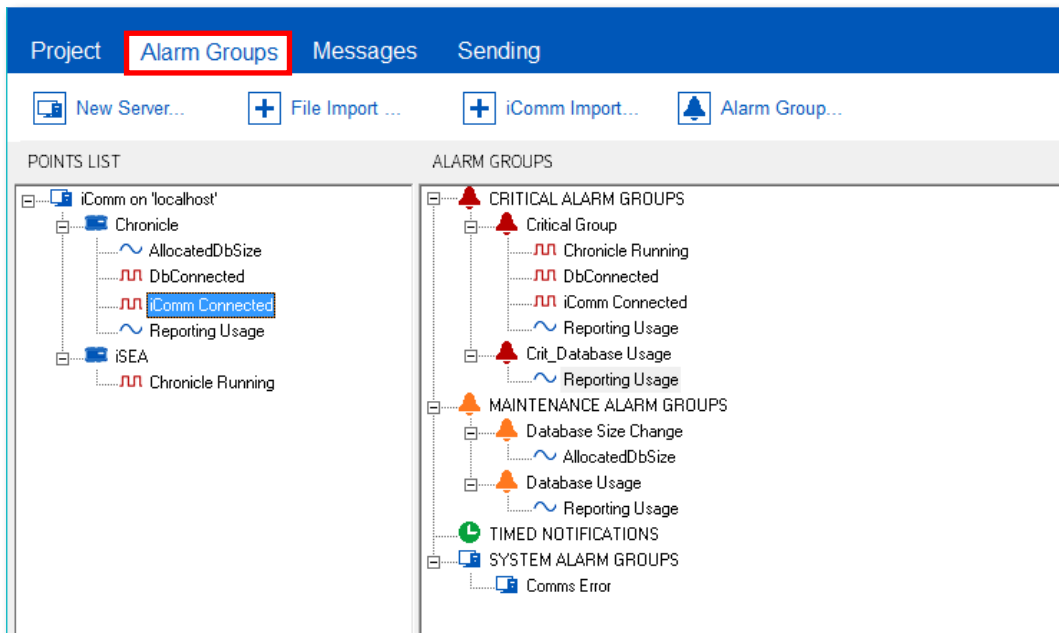 Project Alarm Groups Messages Sending
New Server... File Import ... iComm Import... Alarm Group...
POINTS LIST
iComm on 'localhost'
Chronicle
AllocatedDbSize
DbConnected
iComm Connected
Reporting Usage
iSEA
Chronicle Running
ALARM GROUPS
CRITICAL ALARM GROUPS
Critical Group
Chronicle Running
DbConnected
iComm Connected
Reporting Usage
Crit_Database Usage
Reporting Usage
MAINTENANCE ALARM GROUPS
Database Size Change
AllocatedDbSize
Database Usage
Reporting Usage
TIMED NOTIFICATIONS
SYSTEM ALARM GROUPS
Comms Error